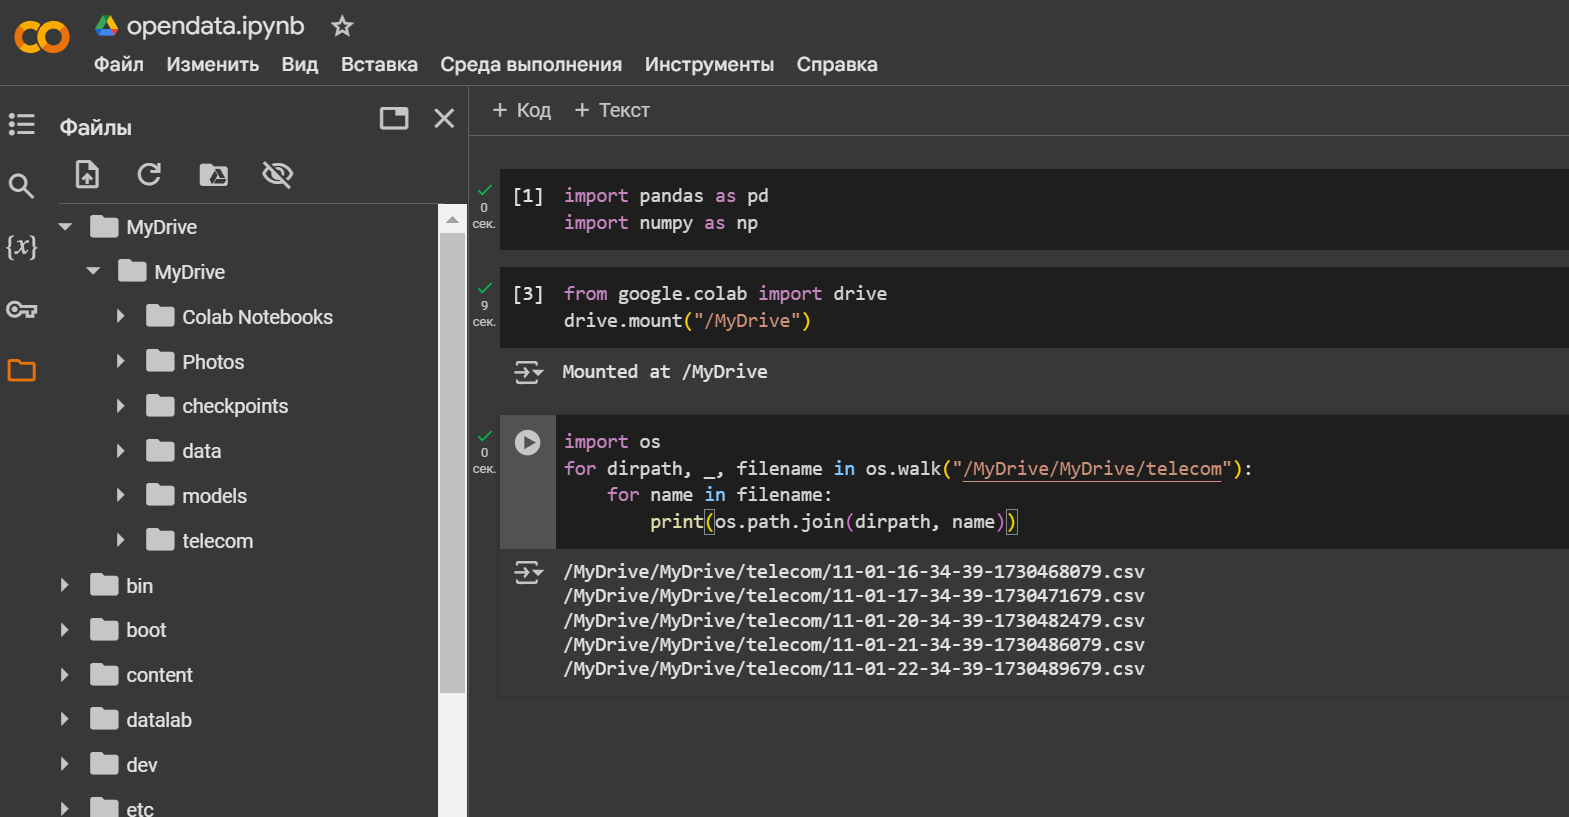 opendata.ipynb
Файл Изменить Вид Вставка Среда выполнения Инструменты Справка
Файлы
MyDrive
MyDrive
Colab Notebooks
Photos
checkpoints
data
models
telecom
bin
boot
content
datalab
dev
etc
{x}
+ Код + Текст
0
сек.
[1] import pandas as pd
import numpy as np
9
сек.
[3] from google.colab import drive
drive.mount("/MyDrive")
Mounted at /MyDrive
0
сек.
import os
for dirpath, _, filename in os.walk("/MyDrive/MyDrive/telecom"):
for name in filename:
print(os.path.join(dirpath, name))
/MyDrive/MyDrive/telecom/11-01-16-34-39-1730468079.csv
/MyDrive/MyDrive/telecom/11-01-17-34-39-1730471679.csv
/MyDrive/MyDrive/telecom/11-01-20-34-39-1730482479.csv
/MyDrive/MyDrive/telecom/11-01-21-34-39-1730486079.csv
/MyDrive/MyDrive/telecom/11-01-22-34-39-1730489679.csv